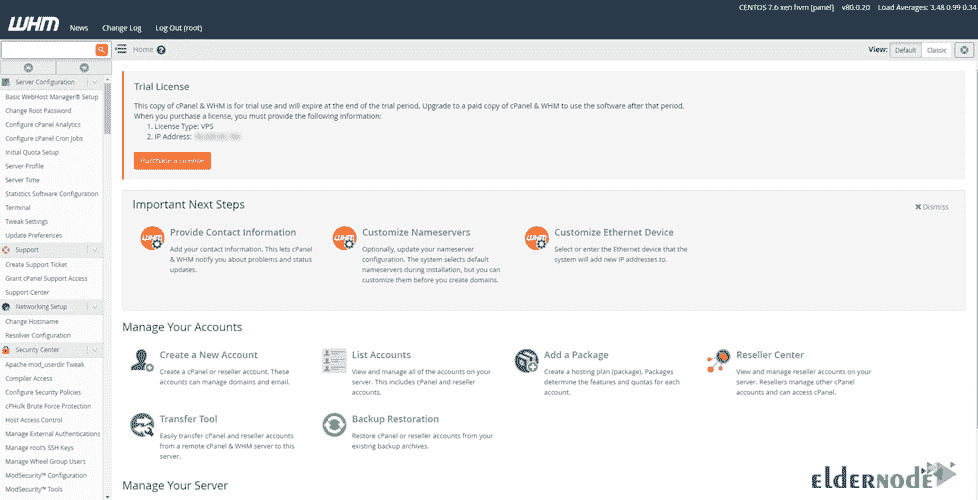 CENTOS 7.6 xen hvm [panel] v80.0.20 Load Averages: 3.48 0.99 0.34
WHM
News Change Log Log Out (root)
Home
View: Default Classic
Server Configuration
Basic WebHost Manager® Setup
Change Root Password
Configure cPanel Analytics
Configure cPanel Cron Jobs
Initial Quota Setup
Server Profile
Server Time
Statistics Software Configuration
Terminal
Tweak Settings
Update Preferences
Support
Create Support Ticket
Grant cPanel Support Access
Support Center
Networking Setup
Change Hostname
Resolver Configuration
Security Center
Apache mod_userdir Tweak
Compiler Access
Configure Security Policies
cPHulk Brute Force Protection
Host Access Control
Manage External Authentications
Manage root's SSH Keys
Manage Wheel Group Users
ModSecurity™ Configuration
ModSecurity™ Tools
Trial License
This copy of cPanel & WHM is for trial use and will expire at the end of the trial period. Upgrade to a paid copy of cPanel & WHM to use the software after that period.
When you purchase a license, you must provide the following information:
1. License Type: VPS
2. IP Address:
Purchase a License
Important Next Steps
Dismiss
Provide Contact Information
Add your contact information. This lets cPanel
& WHM notify you about problems and status
updates.
Customize Nameservers
Optionally, update your nameserver
configuration. The system selects default
nameservers during installation, but you can
customize them before you create domains.
Customize Ethernet Device
Select or enter the Ethernet device that the
system will add new IP addresses to.
Manage Your Accounts
Create a New Account
Create a cPanel or reseller account. These
accounts can manage domains and email.
List Accounts
View and manage all of the accounts on your
server. This includes cPanel and reseller
accounts.
Add a Package
Create a hosting plan (package). Packages
determine the features and quotas for each
account.
Reseller Center
View and manage reseller accounts on your
server. Resellers manage other cPanel
accounts and can access cPanel.
Transfer Tool
Easily transfer cPanel and reseller accounts
from a remote cPanel & WHM server to this
server.
Backup Restoration
Restore cPanel or reseller accounts from your
existing backup archives.
Manage Your Server
eldernode